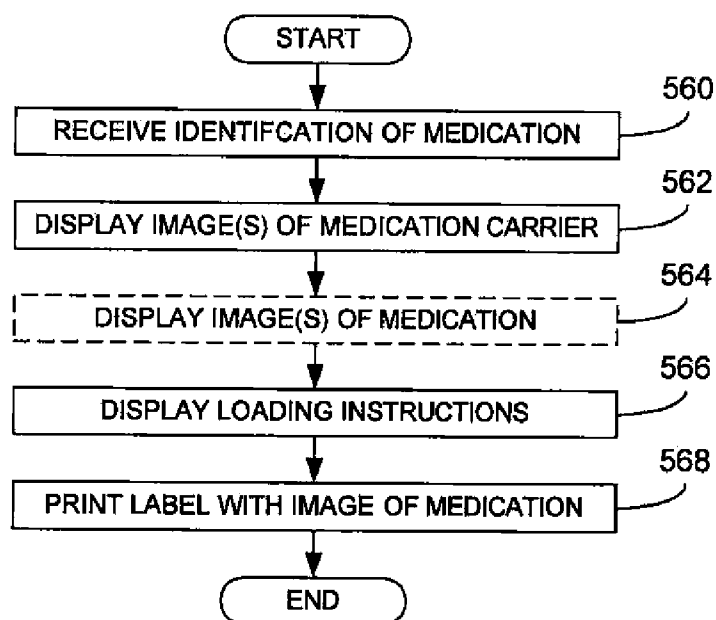 START
560
RECEIVE IDENTIFCATION OF MEDICATION
562
DISPLAY IMAGE(S) OF MEDICATION CARRIER
564
DISPLAY IMAGE(S) OF MEDICATION
566
DISPLAY LOADING INSTRUCTIONS
568
PRINT LABEL WITH IMAGE OF MEDICATION
END